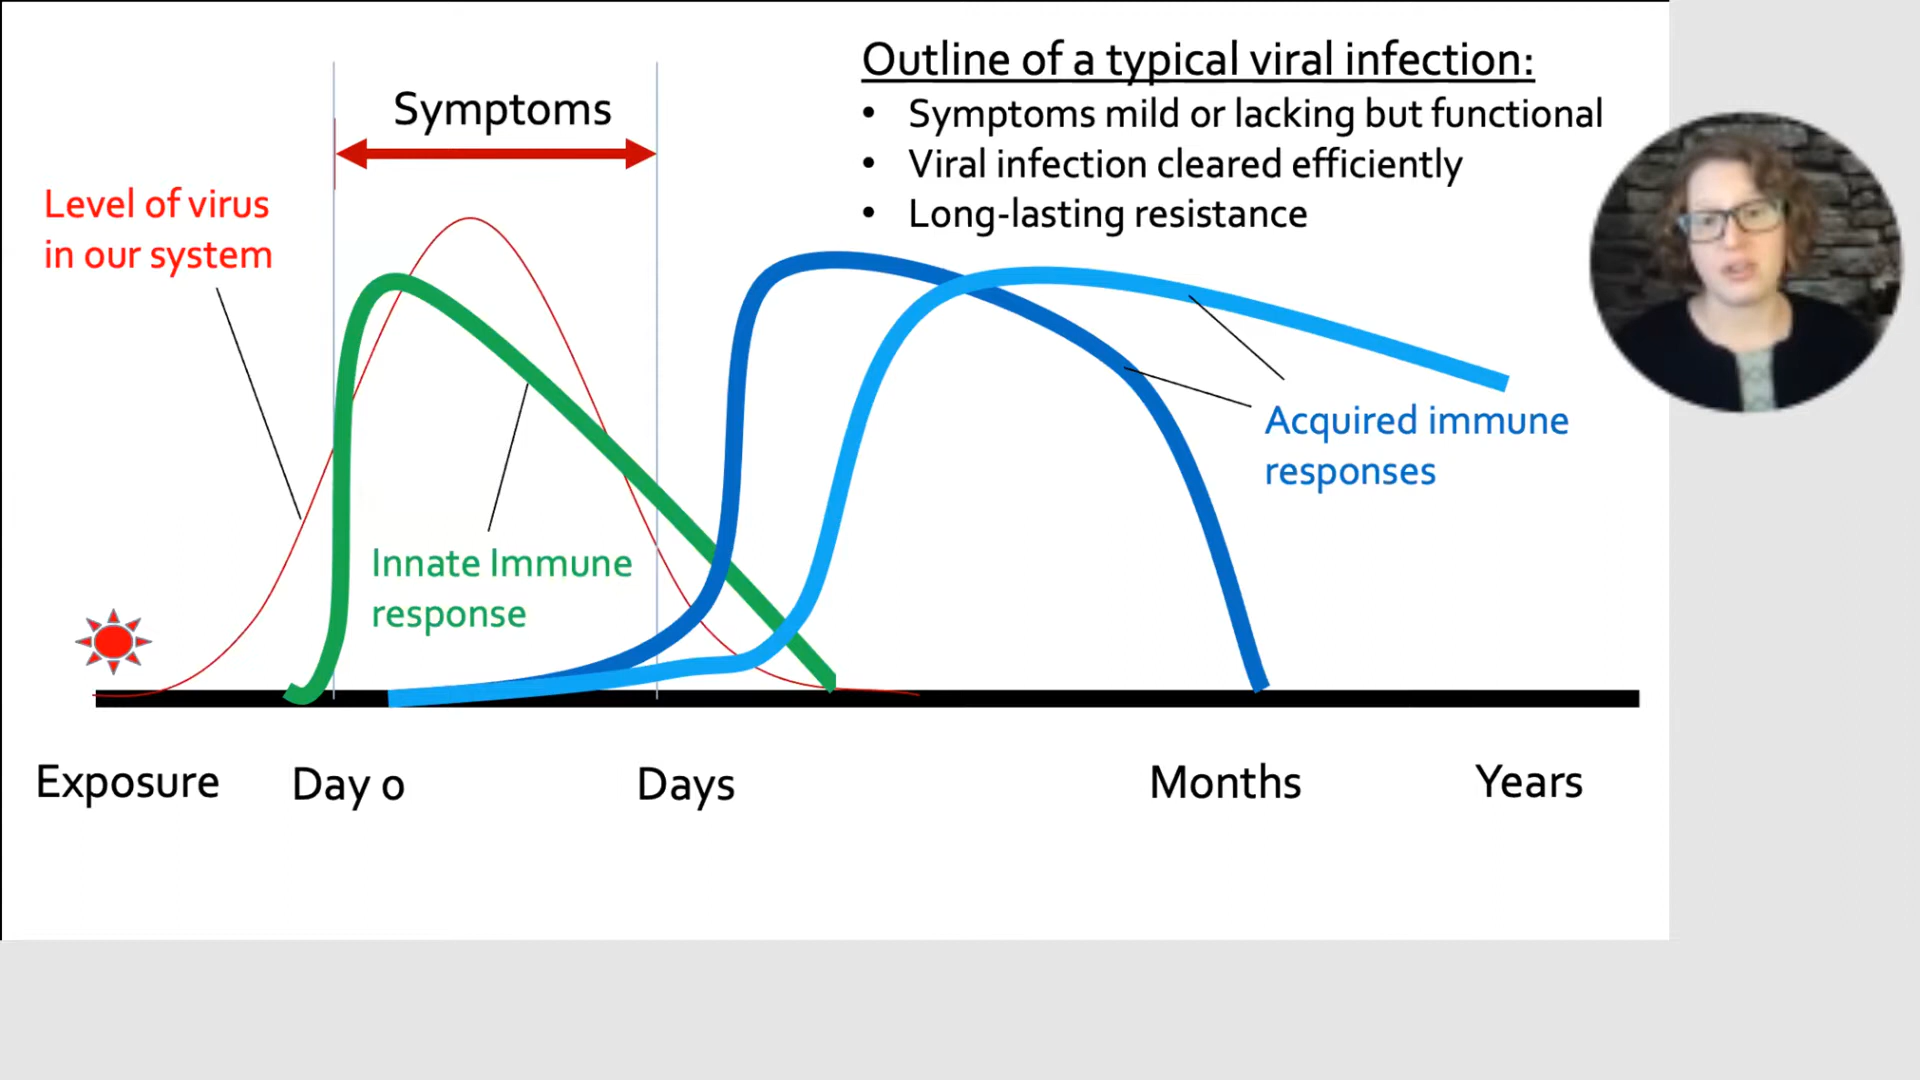 Outline of a typical viral infection:
• Symptoms mild or lacking but functional
• Viral infection cleared efficiently
• Long-lasting resistance
Symptoms
Level of virus
in our system
Innate Immune
response
Acquired immune
responses
Exposure
Day 0
Days
Months
Years